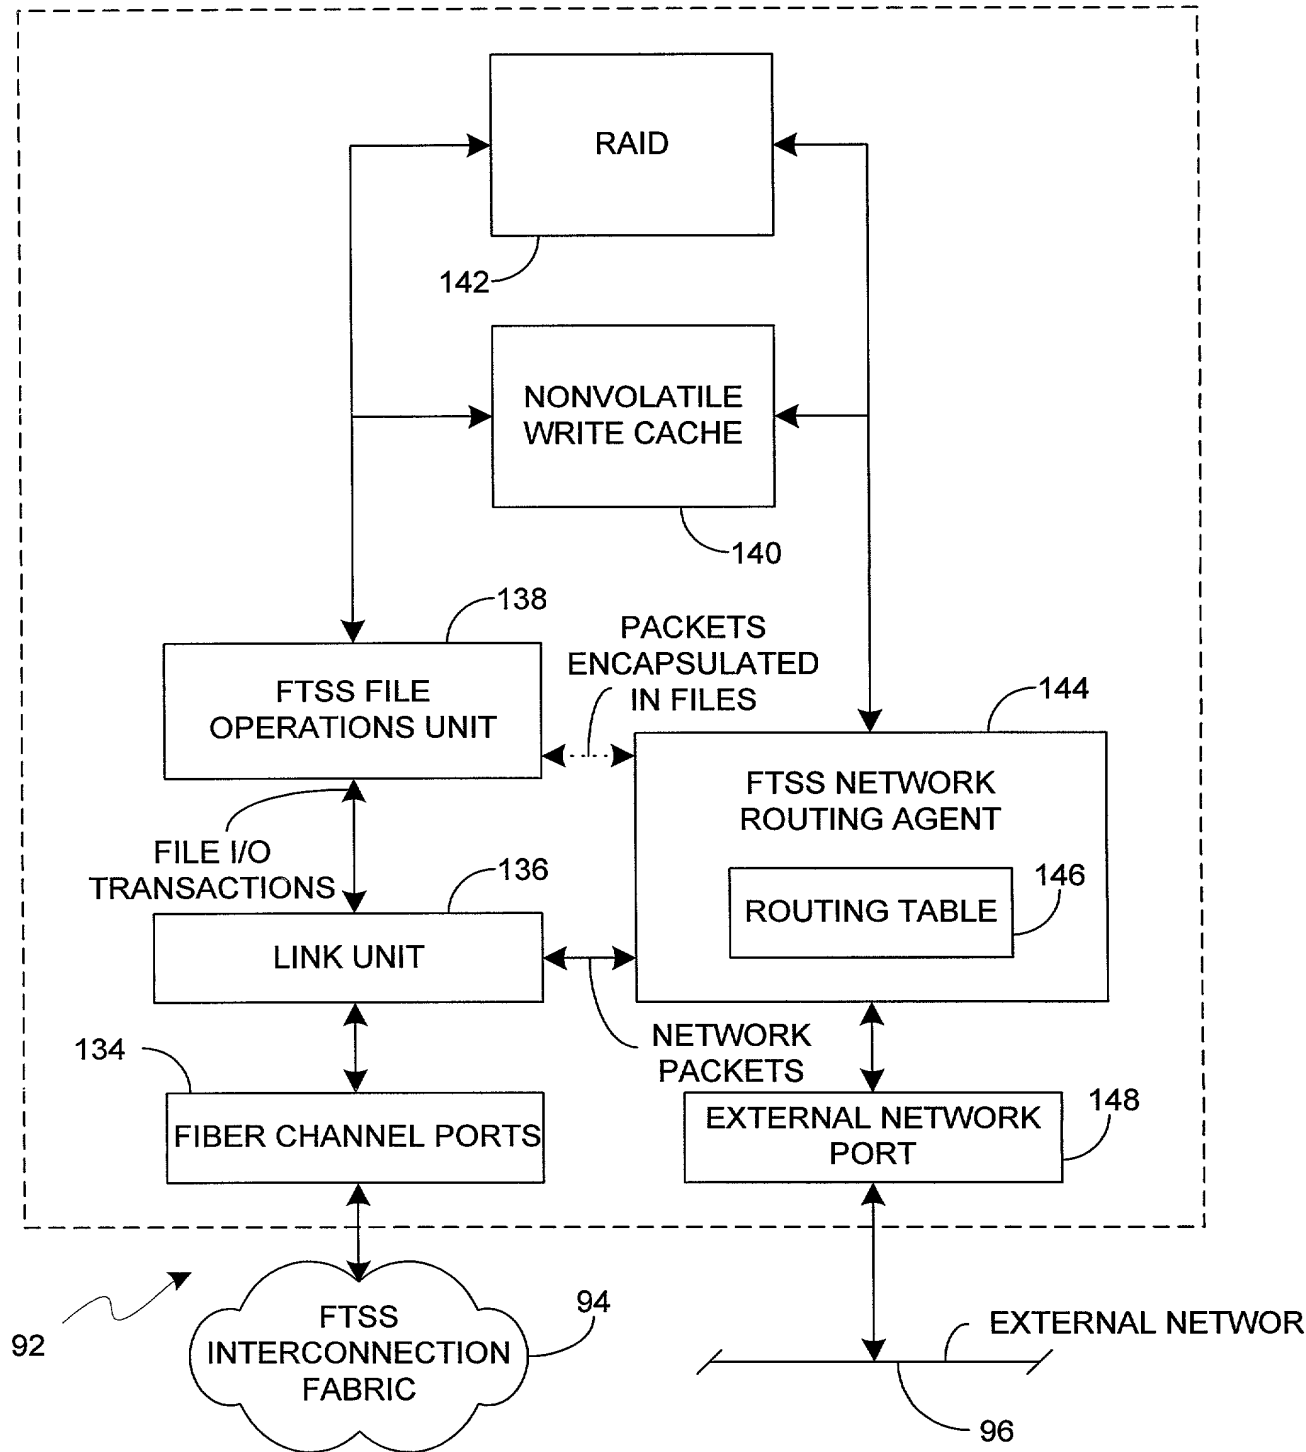 RAID
142
NONVOLATILE
WRITE CACHE
140
138
PACKETS
ENCAPSULATED
IN FILES
FTSS FILE
OPERATIONS UNIT
144
FTSS NETWORK
ROUTING AGENT
FILE I/O
TRANSACTIONS
136
146
ROUTING TABLE
LINK UNIT
134
NETWORK
PACKETS
148
FIBER CHANNEL PORTS
EXTERNAL NETWORK
PORT
92
FTSS
INTERCONNECTION
FABRIC
94
EXTERNAL NETWOR
96